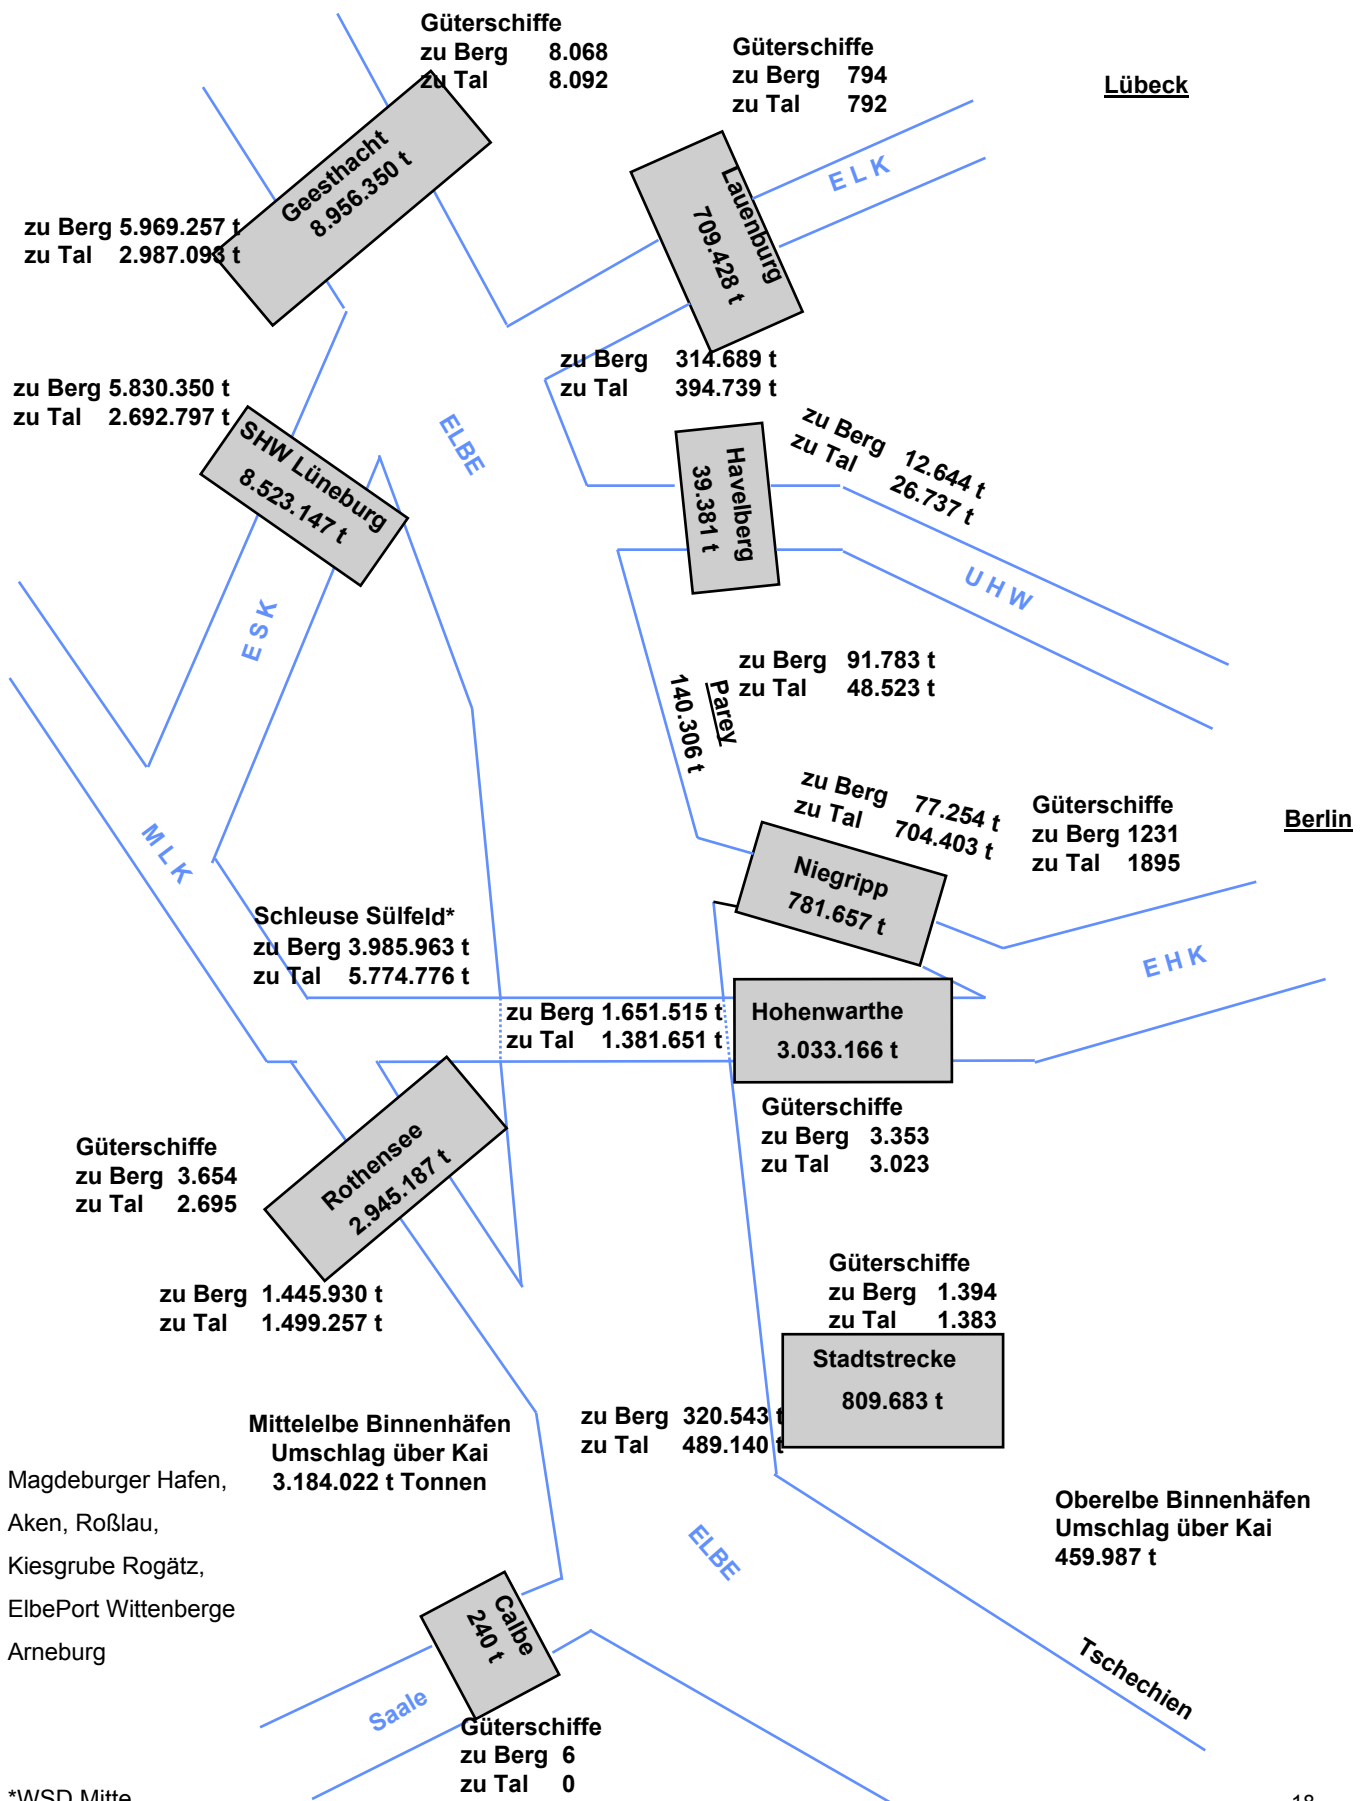 Güterschiffe
zu Berg 8.068
zu Tal 8.092
Güterschiffe
zu Berg 794
zu Tal 792
Lübeck
Geesthacht
8.956.350 t
Lauenburg
709.428 t
E L K
zu Berg 5.969.257 t
zu Tal 2.987.093 t
zu Berg 314.689 t
zu Tal 394.739 t
zu Berg 5.830.350 t
zu Tal 2.692.797 t
SHW Lüneburg
8.523.147 t
ELBE
Havelberg
39.381 t
zu Berg 12.644 t
zu Tal 26.737 t
U H W
E S K
zu Berg 91.783 t
zu Tal 48.523 t
Parey
140.306 t
zu Berg 77.254 t
zu Tal 704.403 t
Güterschiffe
zu Berg 1231
zu Tal 1895
Berlin
M L K
Niegripp
781.657 t
Schleuse Sülfeld*
zu Berg 3.985.963 t
zu Tal 5.774.776 t
E H K
zu Berg 1.651.515 t
zu Tal 1.381.651 t
Hohenwarthe
3.033.166 t
Güterschiffe
zu Berg 3.353
zu Tal 3.023
Güterschiffe
zu Berg 3.654
zu Tal 2.695
Rothensee
2.945.187 t
zu Berg 1.445.930 t
zu Tal 1.499.257 t
Güterschiffe
zu Berg 1.394
zu Tal 1.383
Stadtstrecke
809.683 t
zu Berg 320.543 t
zu Tal 489.140 t
Mittelelbe Binnenhäfen
Umschlag über Kai
3.184.022 t Tonnen
Magdeburger Hafen,
Aken, Roßlau,
Kiesgrube Rogätz,
ElbePort Wittenberge
Arneburg
Oberelbe Binnenhäfen
Umschlag über Kai
459.987 t
ELBE
Calbe
240 t
Tschechien
Saale
Güterschiffe
zu Berg 6
zu Tal 0
*WSD Mitte
18